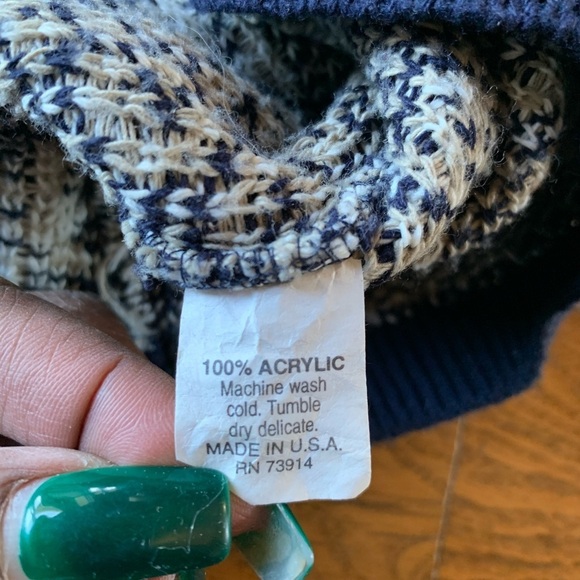 100% ACRYLIC
Machine wash
cold. Tumble
dry delicate.
MADE IN U.S.A.
RN 73914